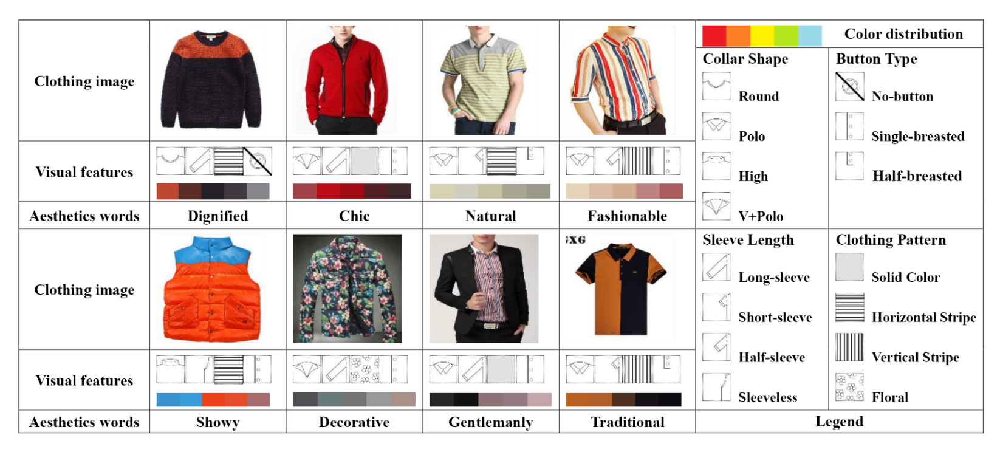 Clothing image
Color distribution
Collar Shape
Round
Polo
High
V+Polo
Button Type
No-button
Single-breasted
Half-breasted
Visual features
Aesthetics words
Dignified
Chic
Natural
Fashionable
Clothing image
GXG
Sleeve Length
Long-sleeve
Short-sleeve
Half-sleeve
Sleeveless
Clothing Pattern
Solid Color
Horizontal Stripe
Vertical Stripe
Floral
Visual features
Aesthetics words
Showy
Decorative
Gentlemanly
Traditional
Legend